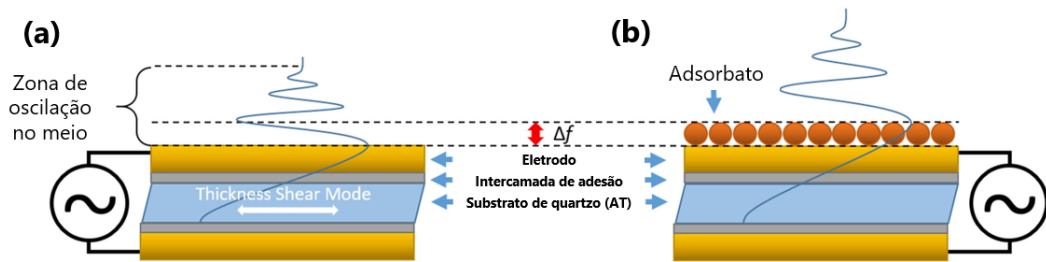 (a)
(b)
Zona de
oscilação
no meio
Adsorbato
Δf
Eletrodo
Intercamada de adesão
Thickness Shear Mode
Substrato de quartzo (AT)